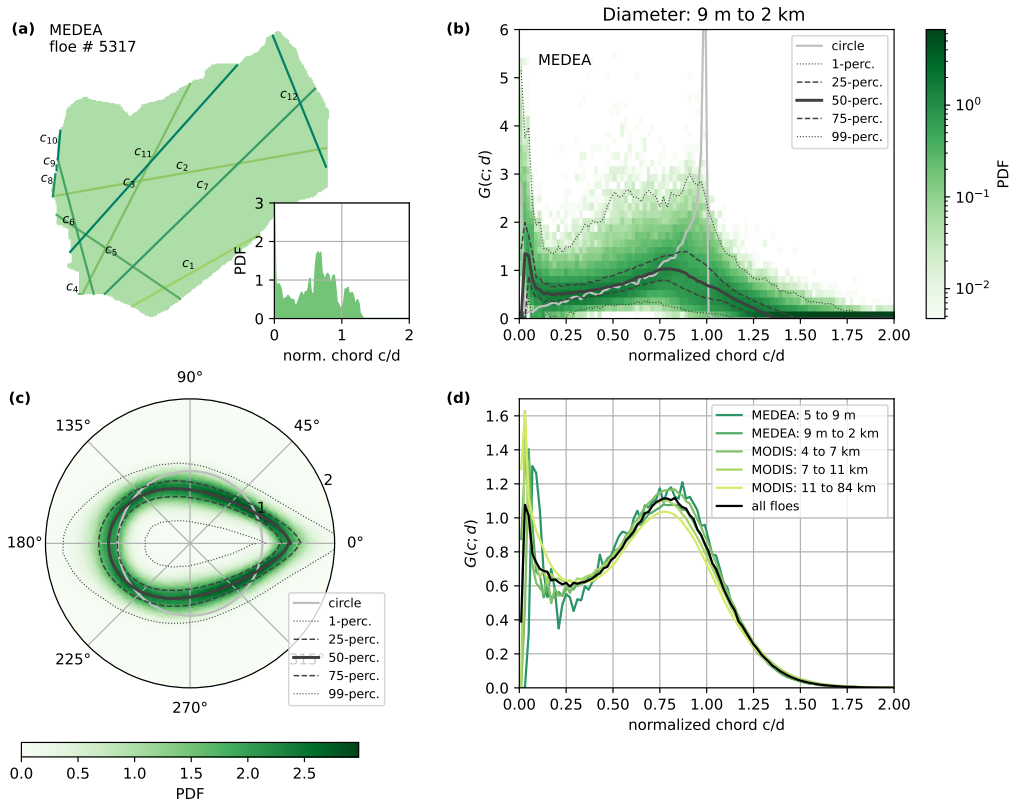 Diameter: 9 m to 2 km
(a)
MEDEA
floe # 5317
c12
c10
c9
c8
c11
c2
c3
c7
c6
c5
c4
c1
PDF
3
2
1
0
0
1
2
norm. chord c/d
(b)
MEDEA
G(c; d)
6
5
4
3
2
1
0
0.00
0.25
0.50
0.75
1.00
1.25
1.50
1.75
2.00
normalized chord c/d
circle
1-perc.
25-perc.
50-perc.
75-perc.
99-perc.
10^0
10^−1
10^−2
PDF
(c)
90°
45°
135°
2
1
180°
0°
225°
315°
270°
circle
1-perc.
25-perc.
50-perc.
75-perc.
99-perc.
0.0
0.5
1.0
1.5
2.0
2.5
PDF
(d)
G(c; d)
1.6
1.4
1.2
1.0
0.8
0.6
0.4
0.2
0.0
0.00
0.25
0.50
0.75
1.00
1.25
1.50
1.75
2.00
normalized chord c/d
MEDEA: 5 to 9 m
MEDEA: 9 m to 2 km
MODIS: 4 to 7 km
MODIS: 7 to 11 km
MODIS: 11 to 84 km
all floes